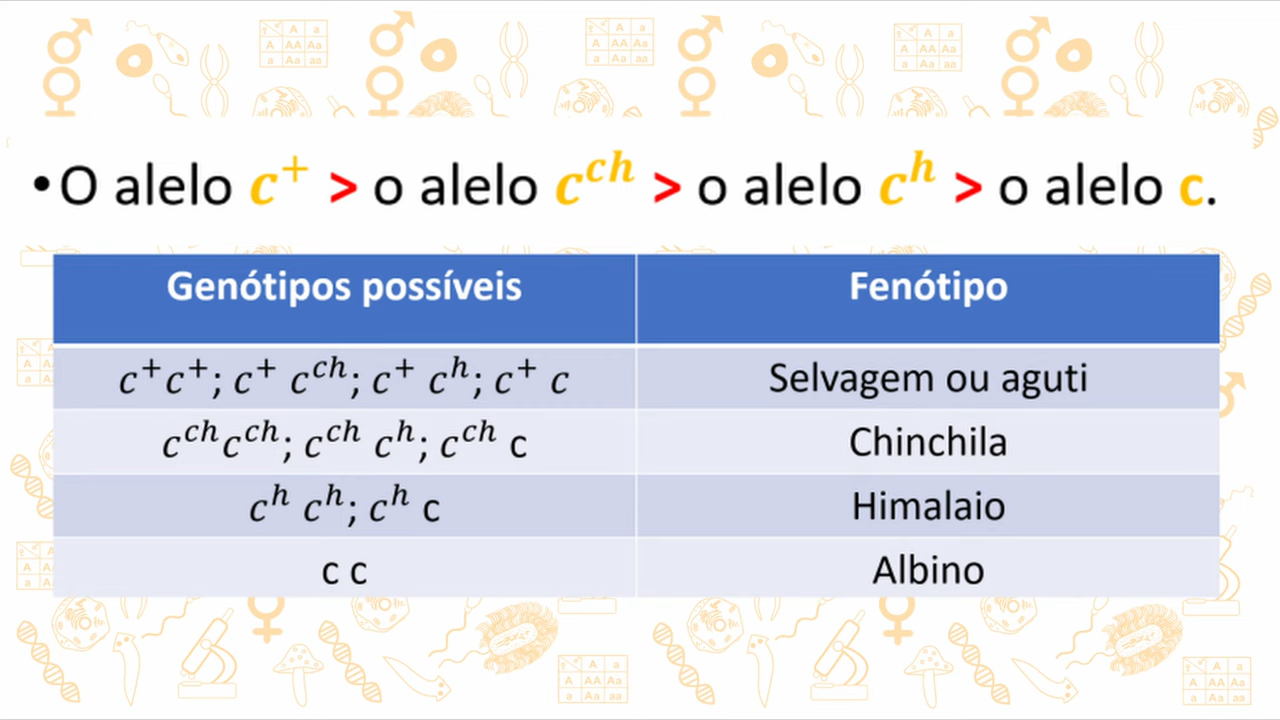 •O alelo c⁺ > o alelo cᶜʰ > o alelo cʰ > o alelo c.
Genótipos possíveis Fenótipo
c⁺c⁺; c⁺ cᶜʰ; c⁺ cʰ; c⁺ c Selvagem ou aguti
cᶜʰcᶜʰ; cᶜʰ cʰ; cᶜʰ c Chinchila
cʰ cʰ; cʰ c Himalaio
c c Albino